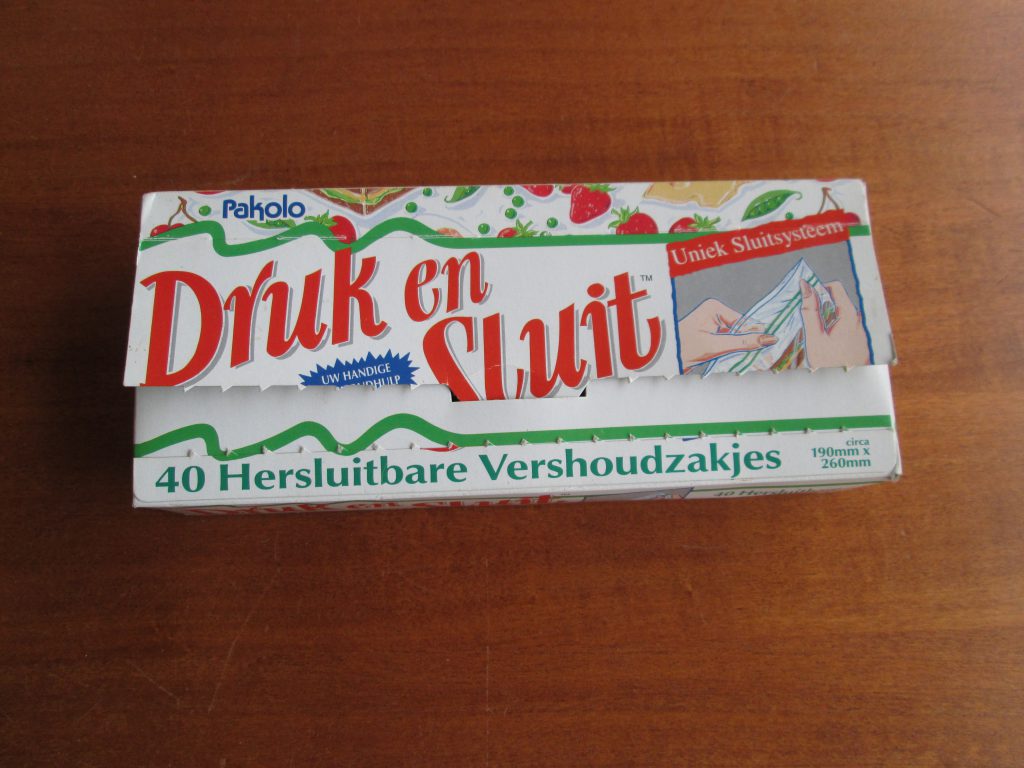 Pakolo
Druk en
Sluit™
Uniek Sluitsysteem
UW HANDIGE
40 Hersluitbare Vershoudzakjes
circa
190mm x
260mm